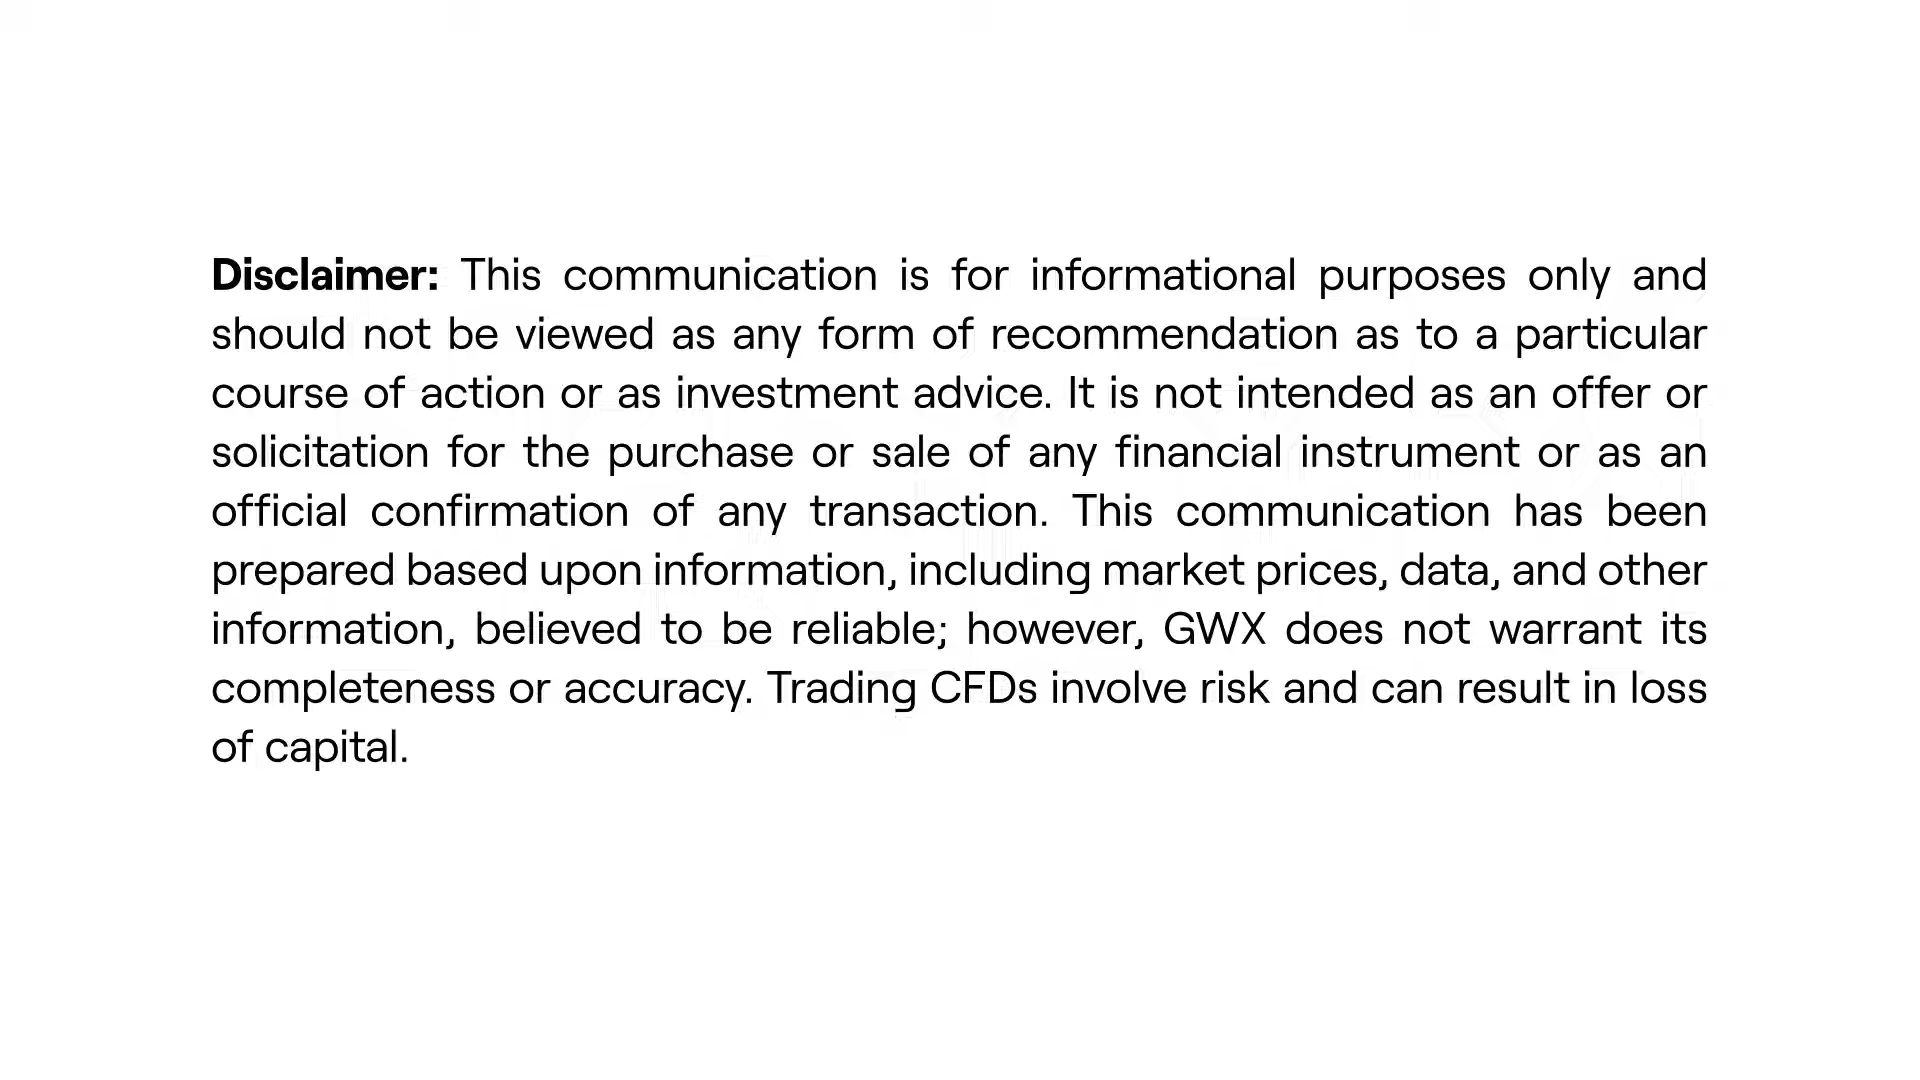 Disclaimer: This communication is for informational purposes only and
should not be viewed as any form of recommendation as to a particular
course of action or as investment advice. It is not intended as an offer or
solicitation for the purchase or sale of any financial instrument or as an
official confirmation of any transaction. This communication has been
prepared based upon information, including market prices, data, and other
information, believed to be reliable; however, GWX does not warrant its
completeness or accuracy. Trading CFDs involve risk and can result in loss
of capital.